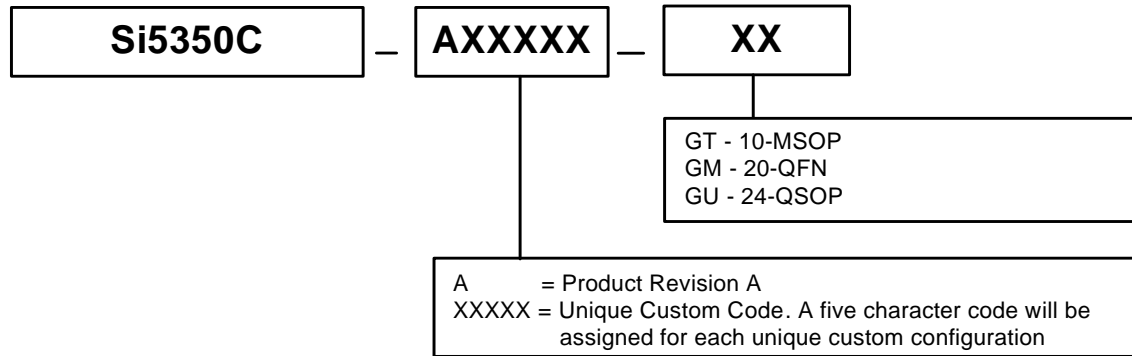 Si5350C _ AXXXXX _ XX
GT - 10-MSOP
GM - 20-QFN
GU - 24-QSOP
A = Product Revision A
XXXXX = Unique Custom Code. A five character code will be
assigned for each unique custom configuration